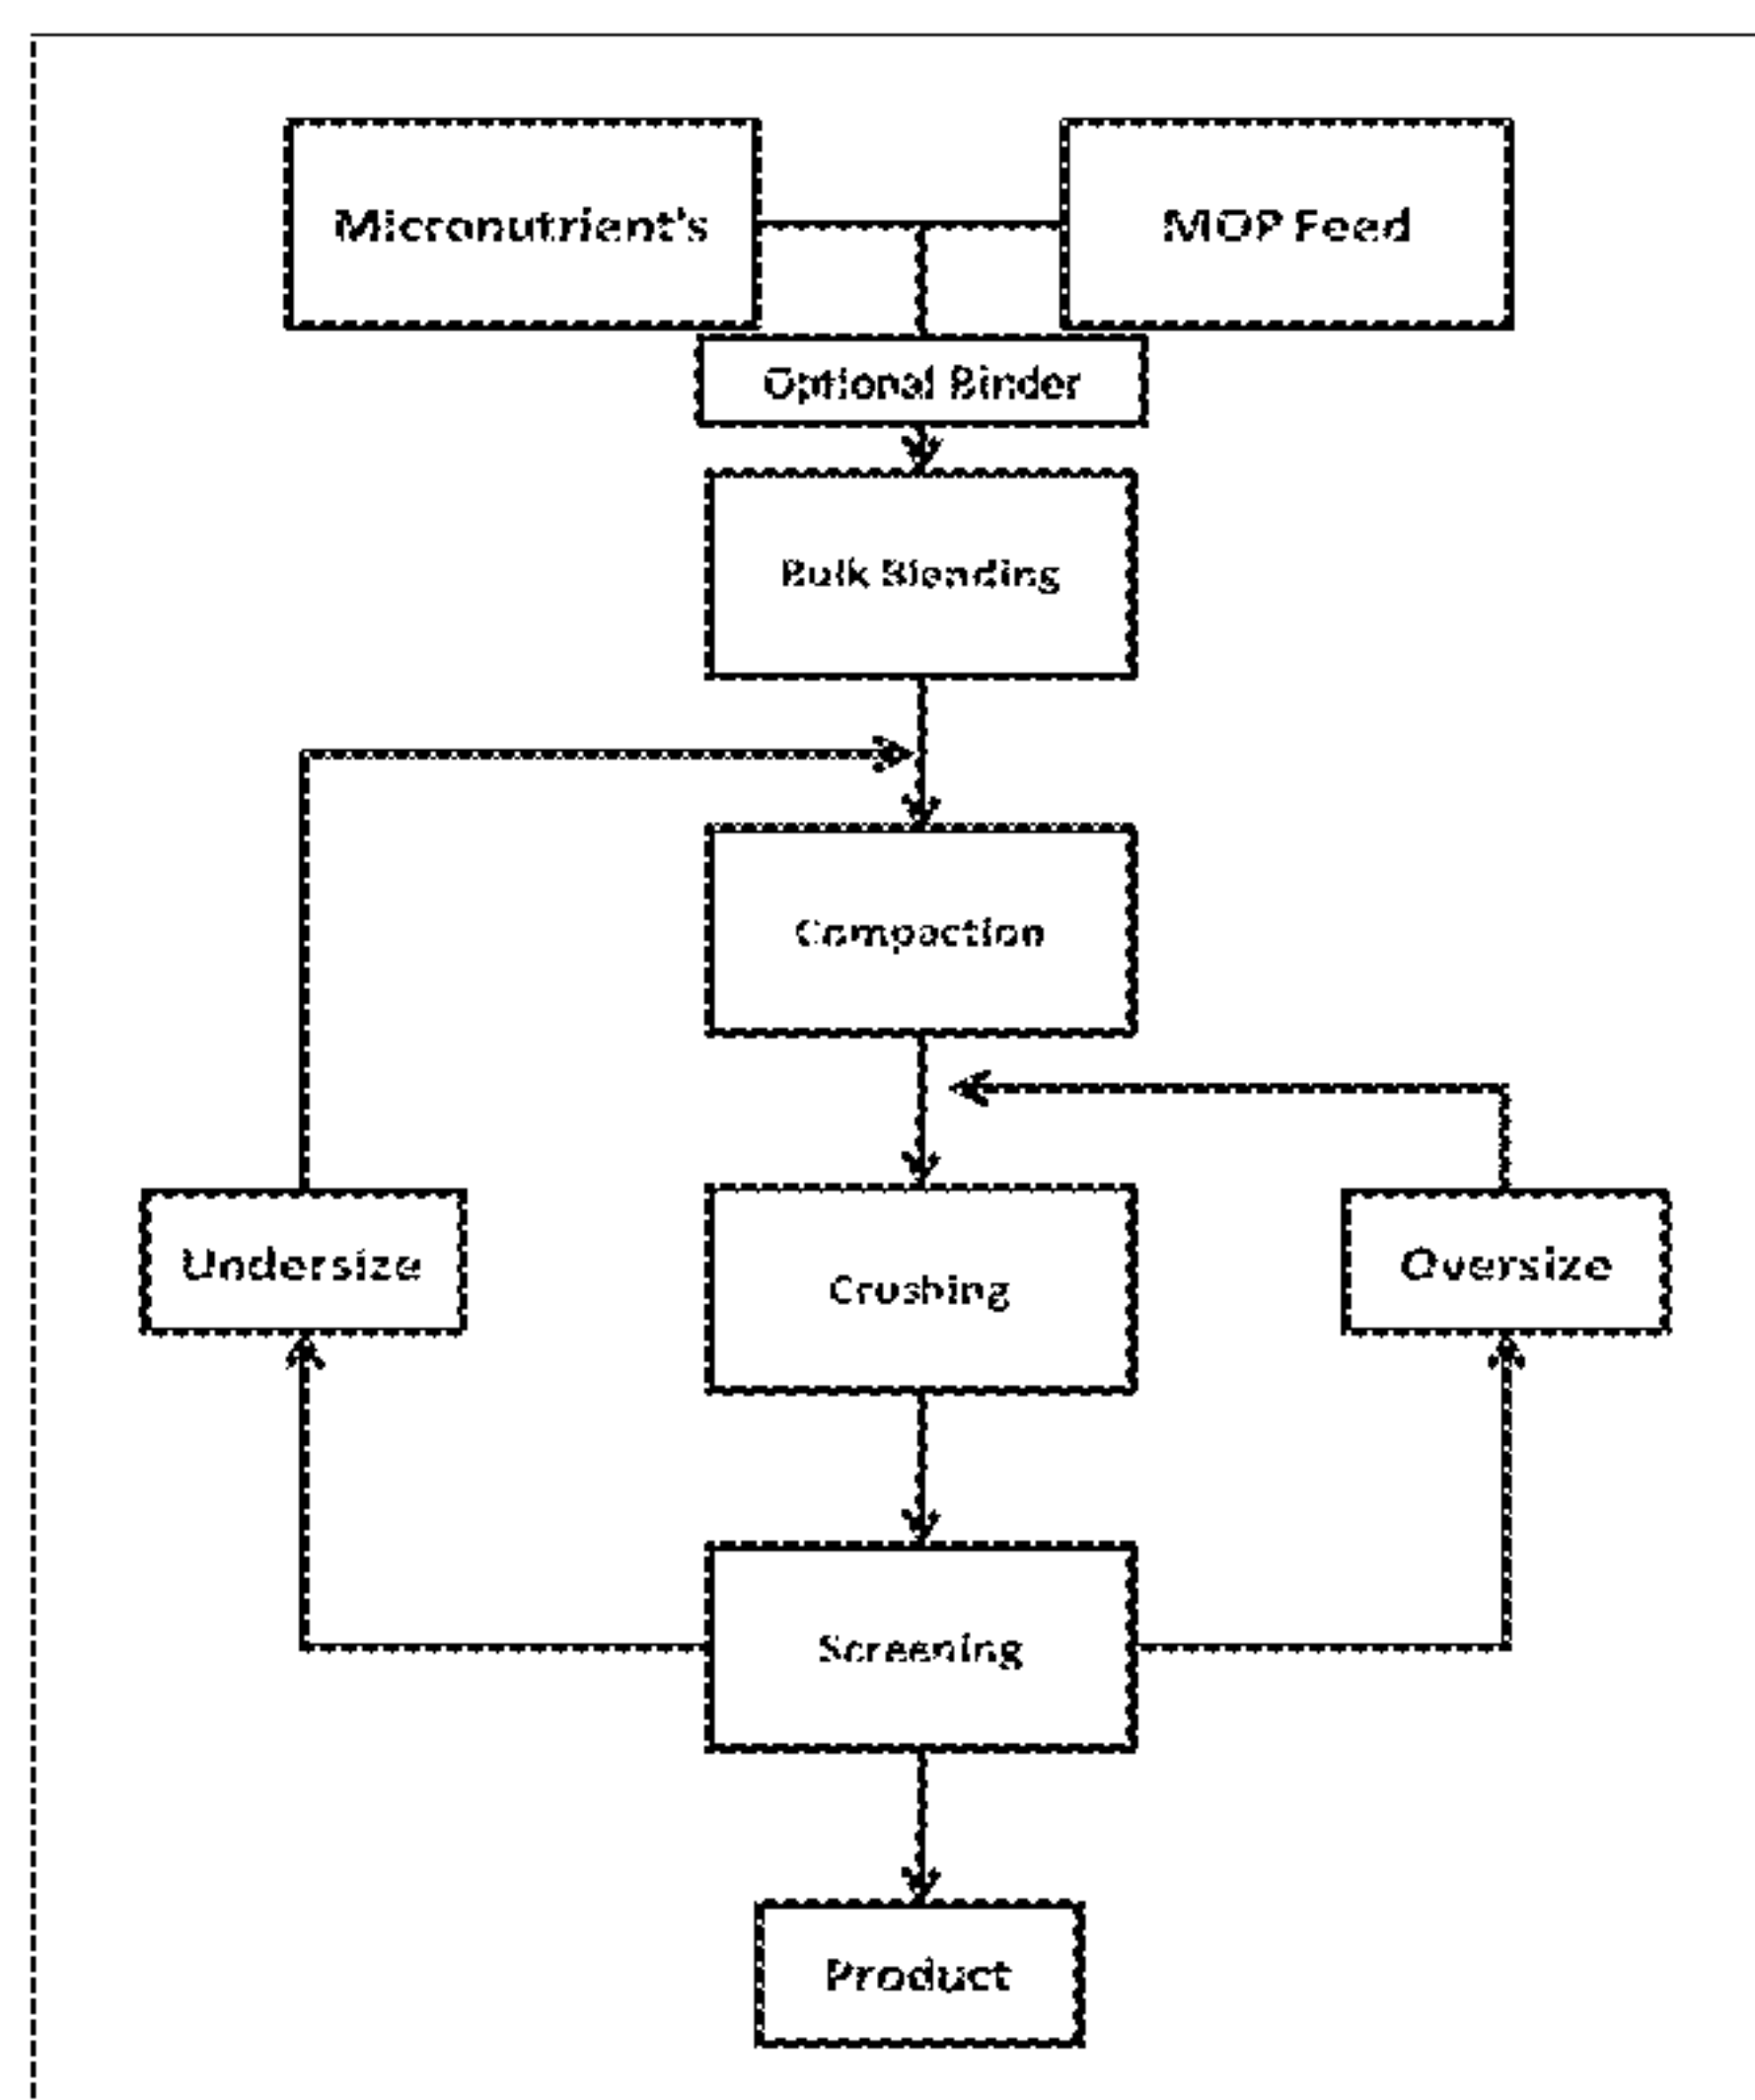 Micronutrient's
MOP Feed
Optional Binder
Bulk Blending
Compaction
Undersize
Crushing
Oversize
Screening
Product